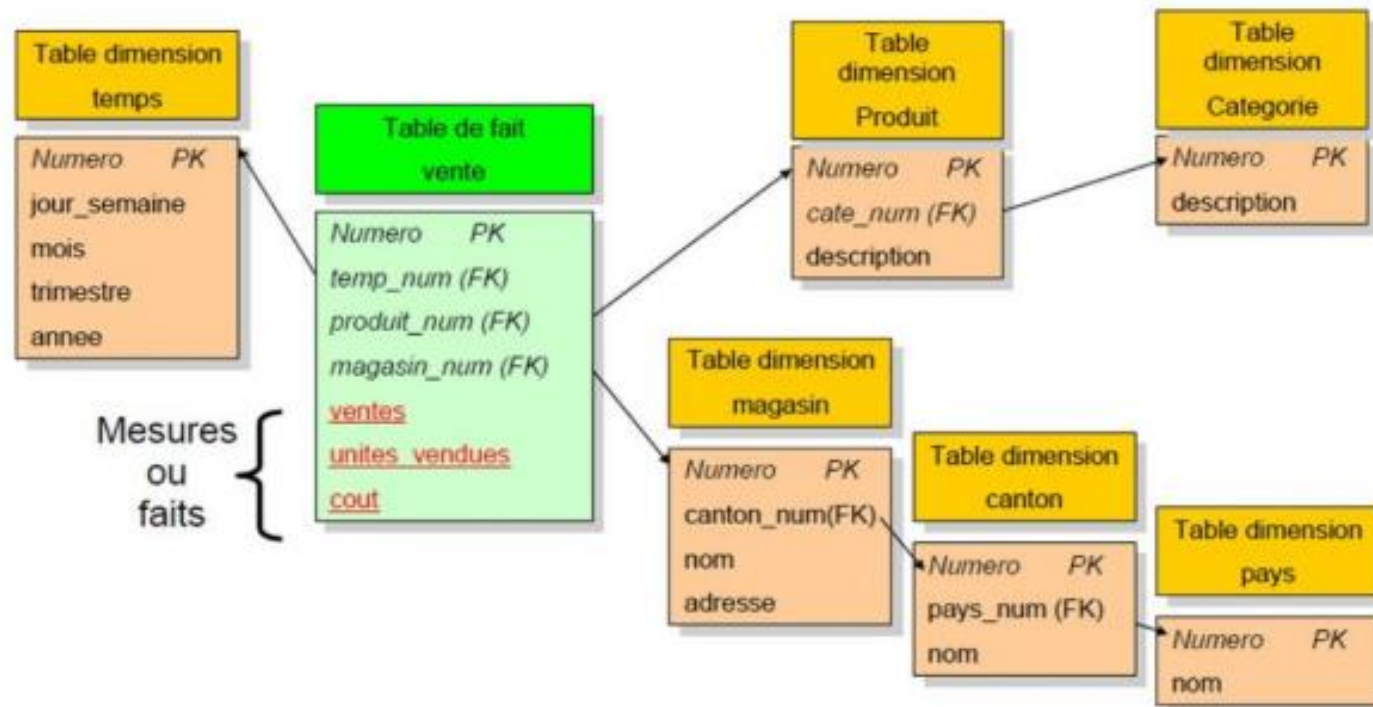 Table dimension
temps
Numero PK
jour_semaine
mois
trimestre
annee
Table de fait
vente
Numero PK
temp_num (FK)
produit_num (FK)
magasin_num (FK)
ventes
unites_vendues
cout
Mesures
ou
faits
Table
dimension
Produit
Numero PK
cate_num (FK)
description
Table
dimension
Categorie
Numero PK
description
Table dimension
magasin
Numero PK
canton_num(FK)
nom
adresse
Table dimension
canton
Numero PK
pays_num (FK)
nom
Table dimension
pays
Numero PK
nom